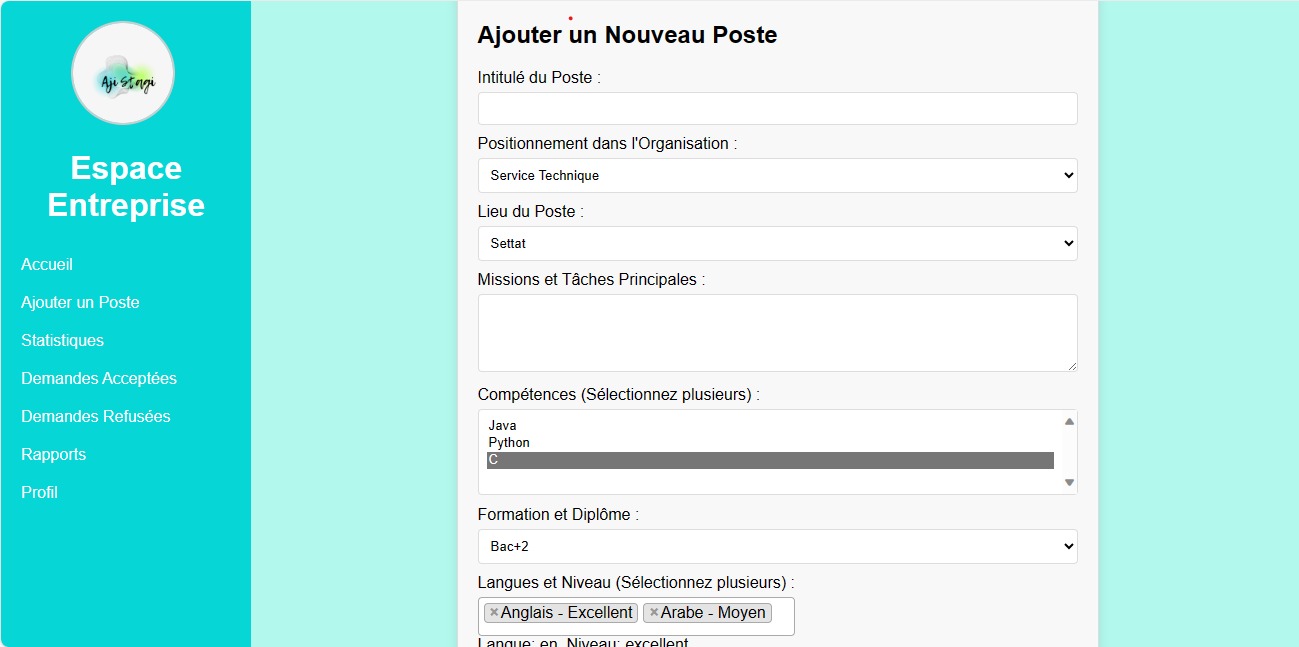 Aji Stagi
Espace
Entreprise
Accueil
Ajouter un Poste
Statistiques
Demandes Acceptées
Demandes Refusées
Rapports
Profil
Ajouter un Nouveau Poste
Intitulé du Poste :
Positionnement dans l'Organisation :
Service Technique
Lieu du Poste :
Settat
Missions et Tâches Principales :
Compétences (Sélectionnez plusieurs) :
Java
Python
C
Formation et Diplôme :
Bac+2
Langues et Niveau (Sélectionnez plusieurs) :
×Anglais - Excellent ×Arabe - Moyen
Langue: en, Niveau: excellent